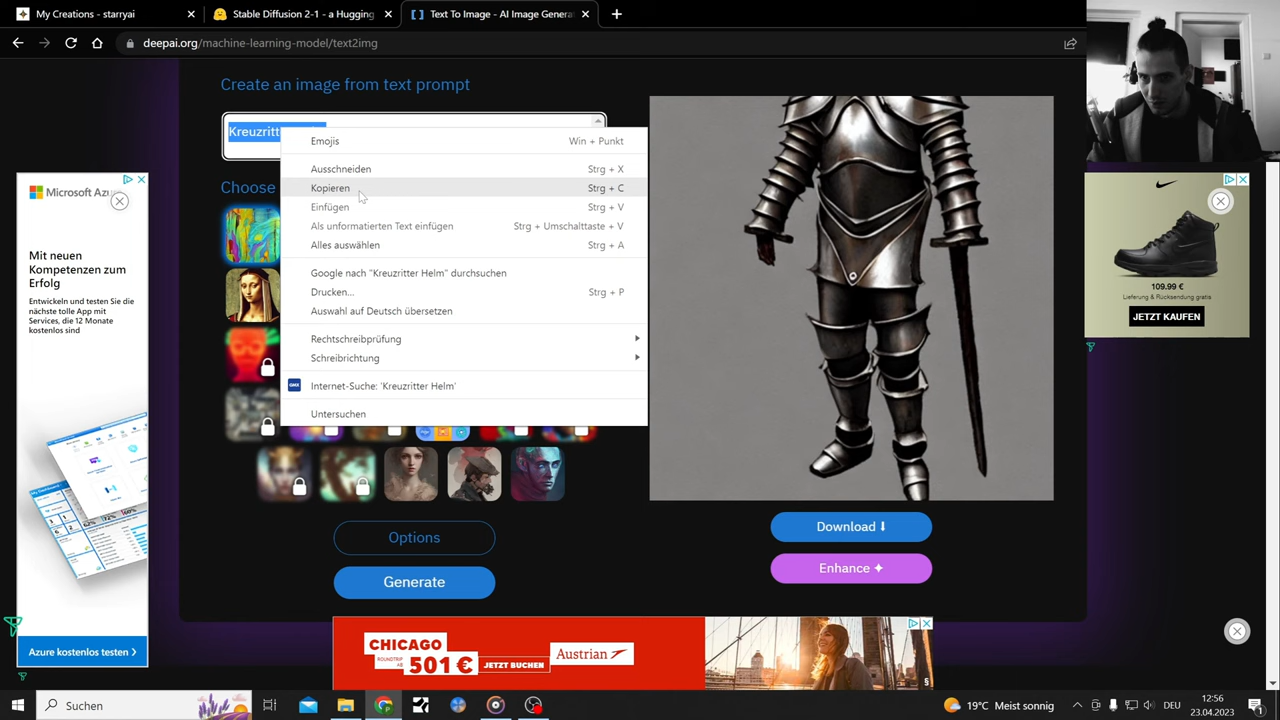 My Creations - starryai
Stable Diffusion 2-1 - a Hugging
Text To Image - AI Image Genera
deepai.org/machine-learning-model/text2img
Create an image from text prompt
Kreuzritt
Choose
Emojis Win + Punkt
Ausschneiden Strg + X
Kopieren Strg + C
Einfügen Strg + V
Als unformatierten Text einfügen Strg + Umschalttaste + V
Alles auswählen Strg + A
Google nach "Kreuzritter Helm" durchsuchen
Drucken... Strg + P
Auswahl auf Deutsch übersetzen
Rechtschreibprüfung
Schreibrichtung
GMX Internet-Suche: 'Kreuzritter Helm'
Untersuchen
Options
Generate
Download
Enhance
Microsoft Azu
Mit neuen
Kompetenzen zum
Erfolg
Entwickeln und testen Sie die
nächste tolle App mit
Services, die 12 Monate
kostenlos sind
Azure kostenlos testen >
109.99 €
Lieferung & Rücksendung gratis
JETZT KAUFEN
CHICAGO
ROUNDTRIP
AB 501 € JETZT BUCHEN
Austrian
Suchen
19°C Meist sonnig
DEU
12:56
23.04.2023
1